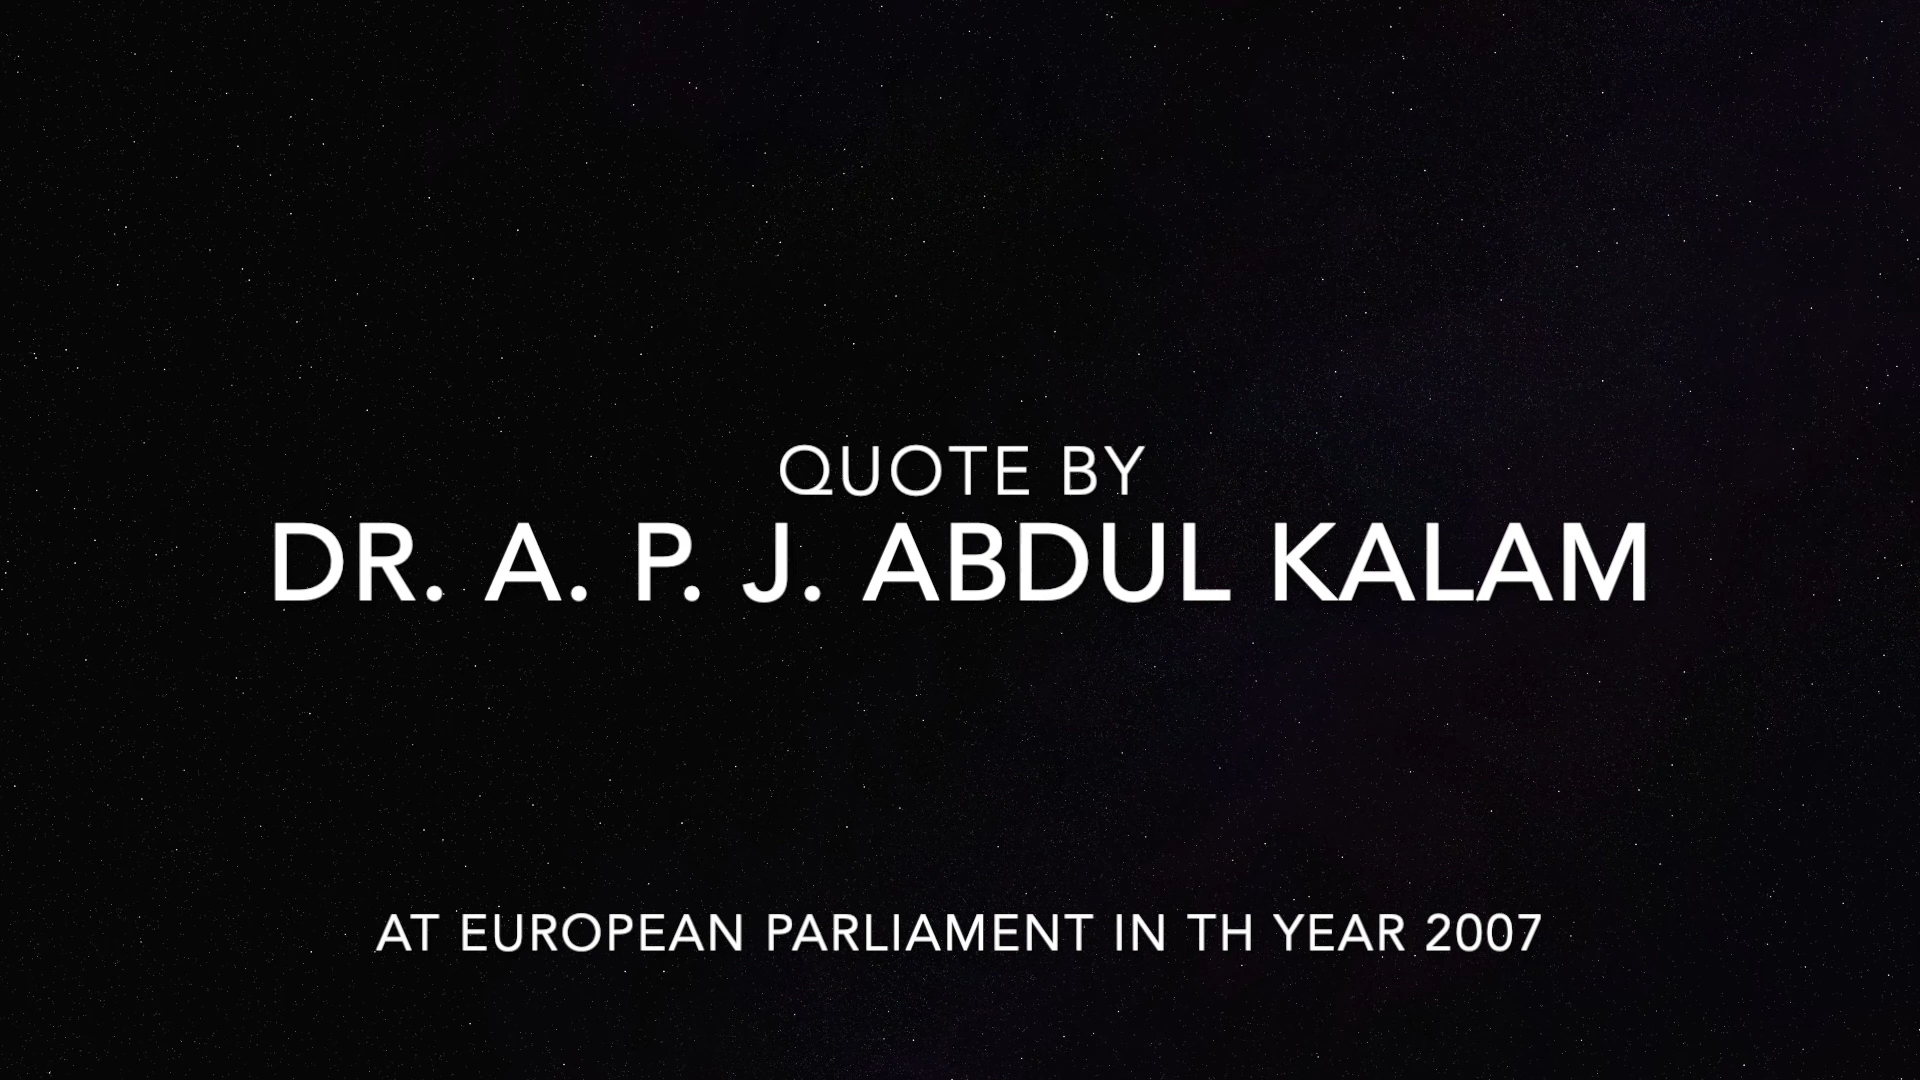 QUOTE BY
DR. A. P. J. ABDUL KALAM
AT EUROPEAN PARLIAMENT IN TH YEAR 2007